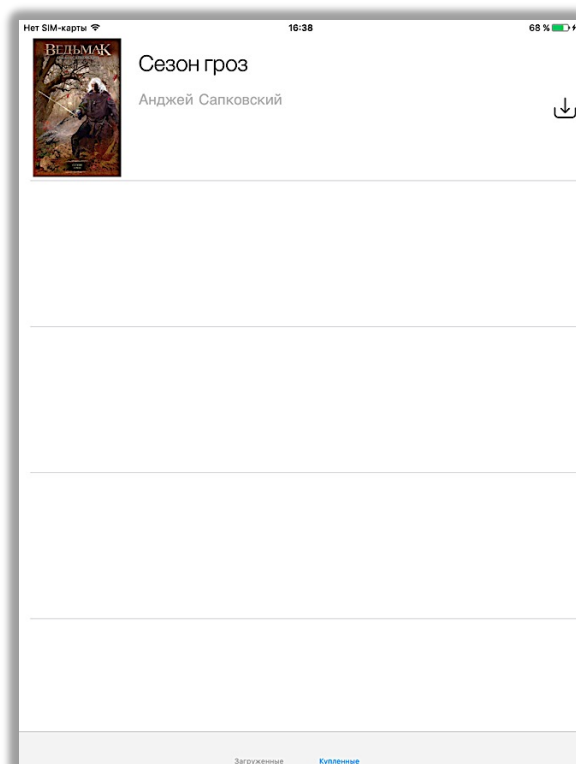 Нет SIM-карты
16:38
68 %
ВЕДЬМАК
Сезон гроз
Анджей Сапковский
Загруженные
Купленные